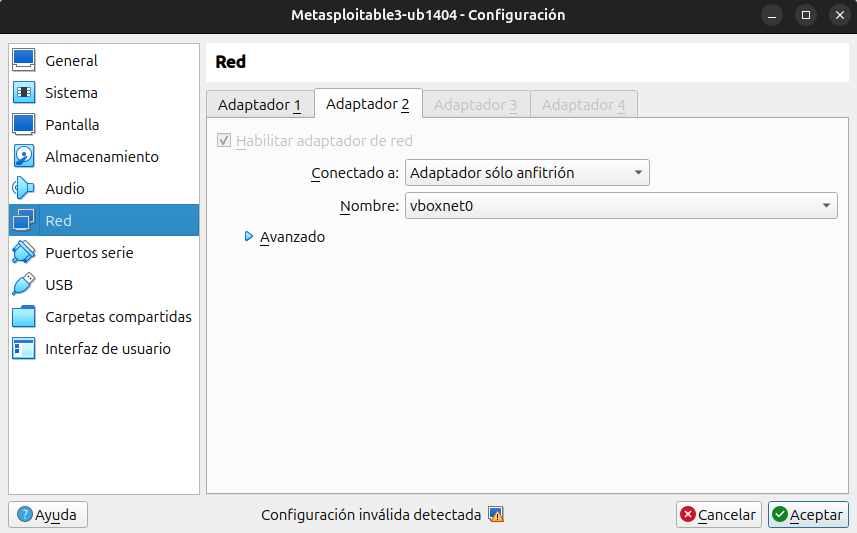 Metasploitable3-ub1404 - Configuración
General
Sistema
Pantalla
Almacenamiento
Audio
Red
Puertos serie
USB
Carpetas compartidas
Interfaz de usuario
Red
Adaptador 1 Adaptador 2 Adaptador 3 Adaptador 4
Habilitar adaptador de red
Conectado a: Adaptador sólo anfitrión
Nombre: vboxnet0
Avanzado
Ayuda Configuración inválida detectada Cancelar Aceptar